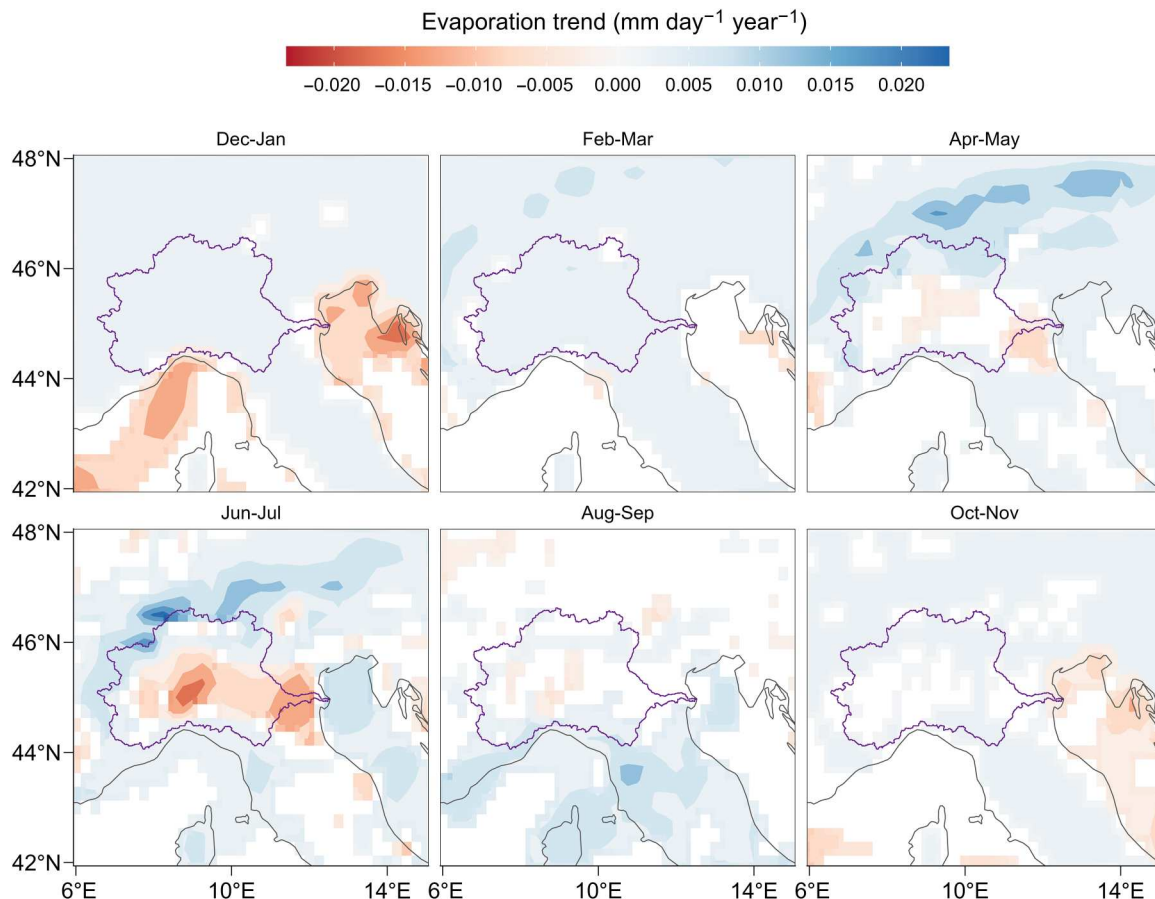 Evaporation trend (mm day⁻¹ year⁻¹)
−0.020 −0.015 −0.010 −0.005 0.000 0.005 0.010 0.015 0.020
Dec-Jan Feb-Mar Apr-May
48°N
46°N
44°N
42°N
Jun-Jul Aug-Sep Oct-Nov
48°N
46°N
44°N
42°N
6°E 10°E 14°E 6°E 10°E 14°E 6°E 10°E 14°E